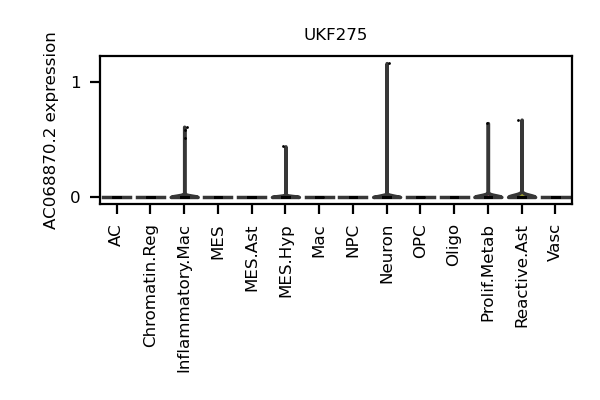 UKF275
AC068870.2 expression
1
0
AC
Chromatin.Reg
Inflammatory.Mac
MES
MES.Ast
MES.Hyp
Mac
NPC
Neuron
OPC
Oligo
Prolif.Metab
Reactive.Ast
Vasc